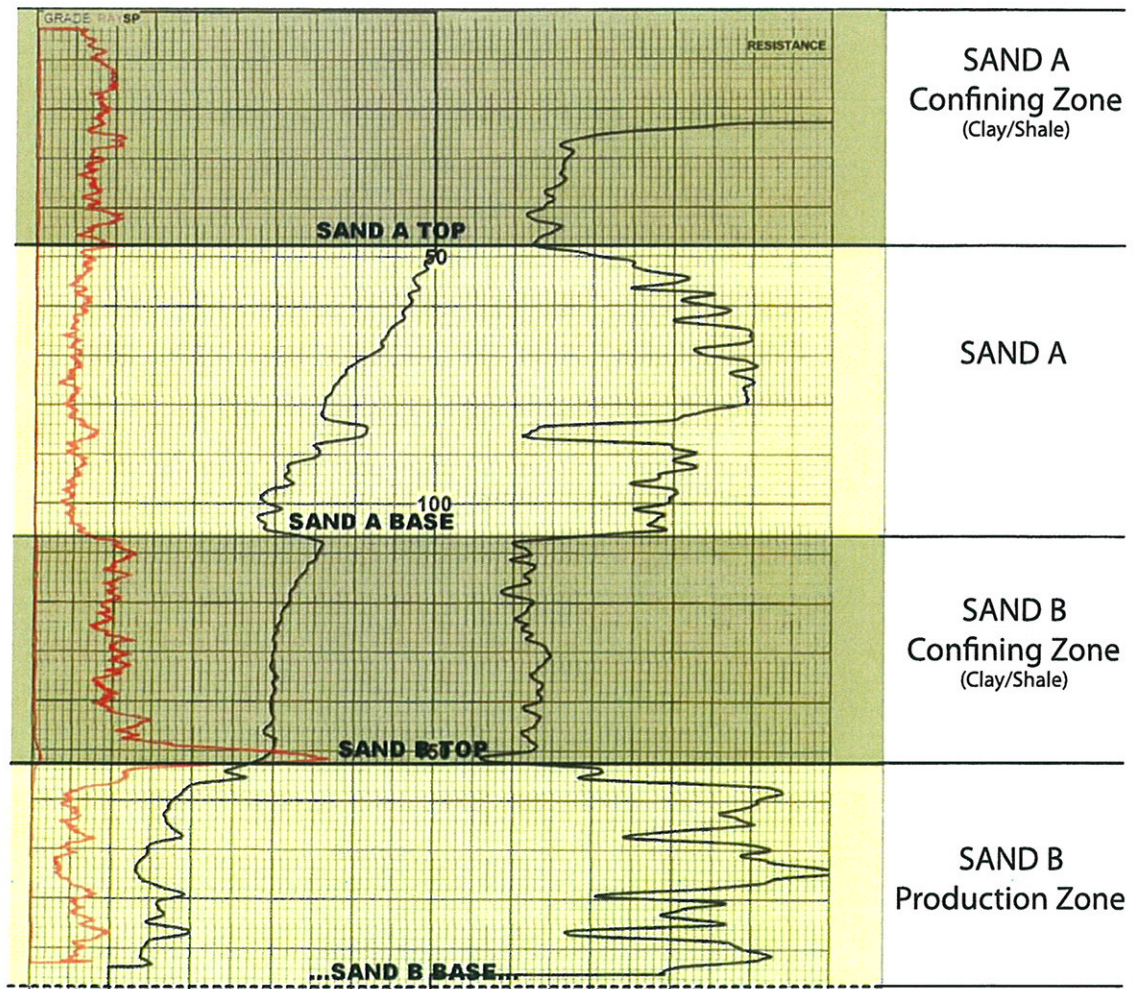 GRADE RAY SP
RESISTANCE
SAND A
Confining Zone
(Clay/Shale)
SAND A TOP
50
SAND A
100
SAND A BASE
SAND B
Confining Zone
(Clay/Shale)
SAND B TOP
SAND B
Production Zone
...SAND B BASE...